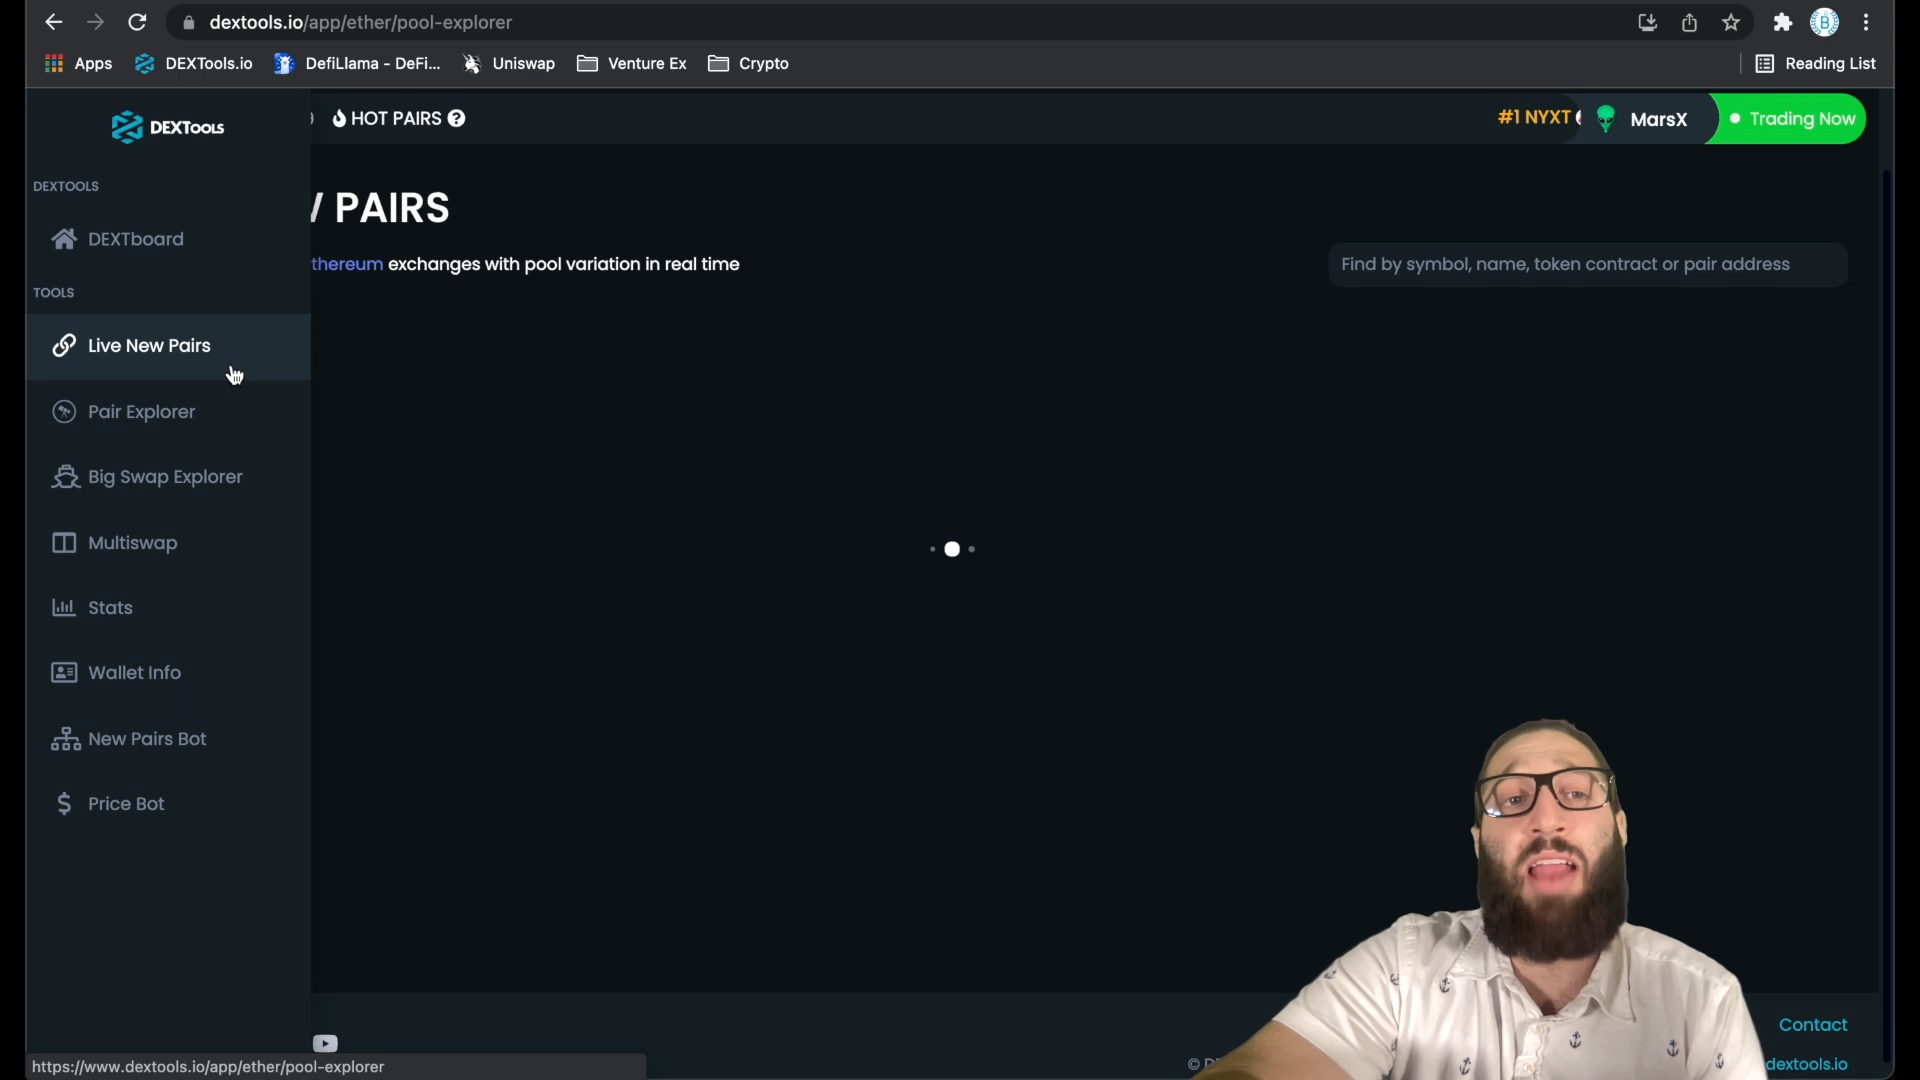 dextools.io/app/ether/pool-explorer
Apps
DEXTools.io
DefiLlama - DeFi...
Uniswap
Venture Ex
Crypto
Reading List
DEXTOOLS
HOT PAIRS ?
#1 NYXT
MarsX
Trading Now
DEXTOOLS
PAIRS
DEXTboard
thereum exchanges with pool variation in real time
Find by symbol, name, token contract or pair address
TOOLS
Live New Pairs
Pair Explorer
Big Swap Explorer
Multiswap
Stats
Wallet Info
New Pairs Bot
$ Price Bot
Contact
© D
dextools.io
https://www.dextools.io/app/ether/pool-explorer